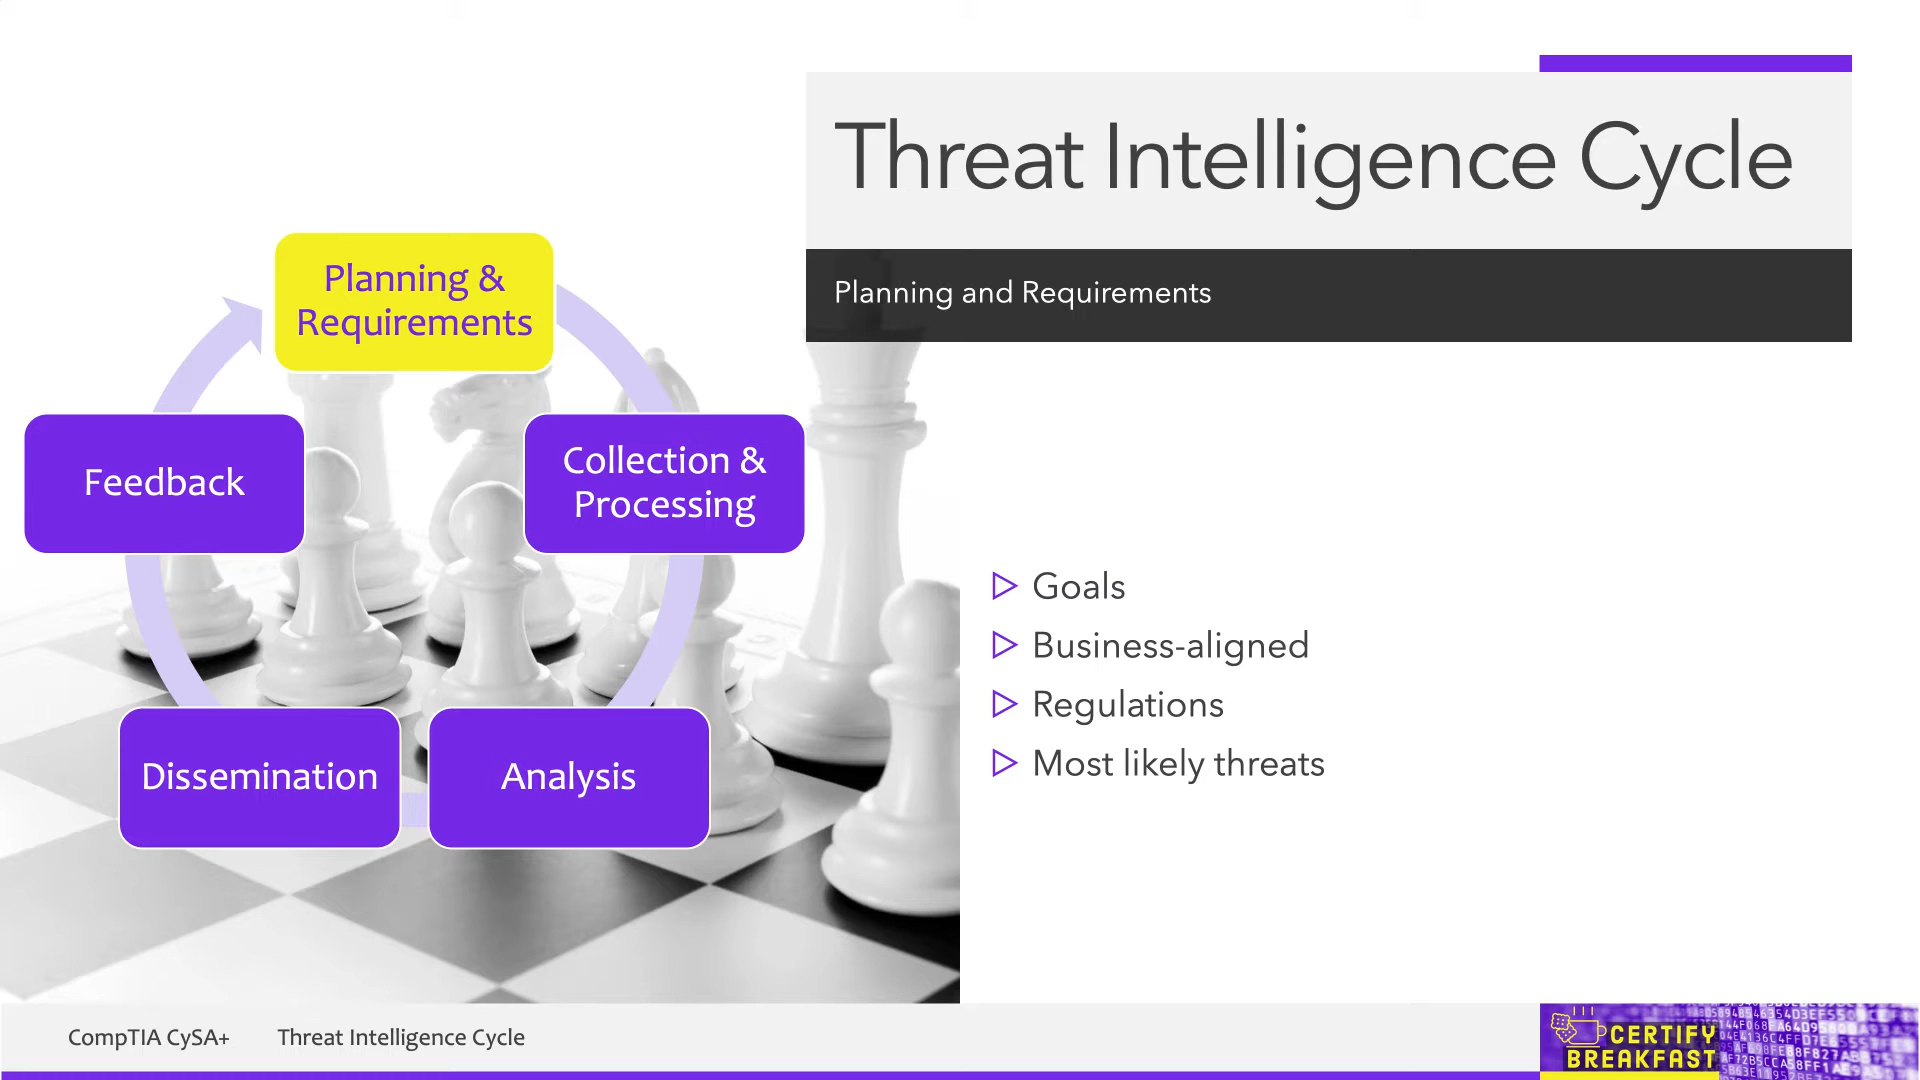 Threat Intelligence Cycle
Planning and Requirements
Planning &
Requirements
Collection &
Processing
Analysis
Dissemination
Feedback
Goals
Business-aligned
Regulations
Most likely threats
CompTIA CySA+
Threat Intelligence Cycle
CERTIFY
BREAKFAST